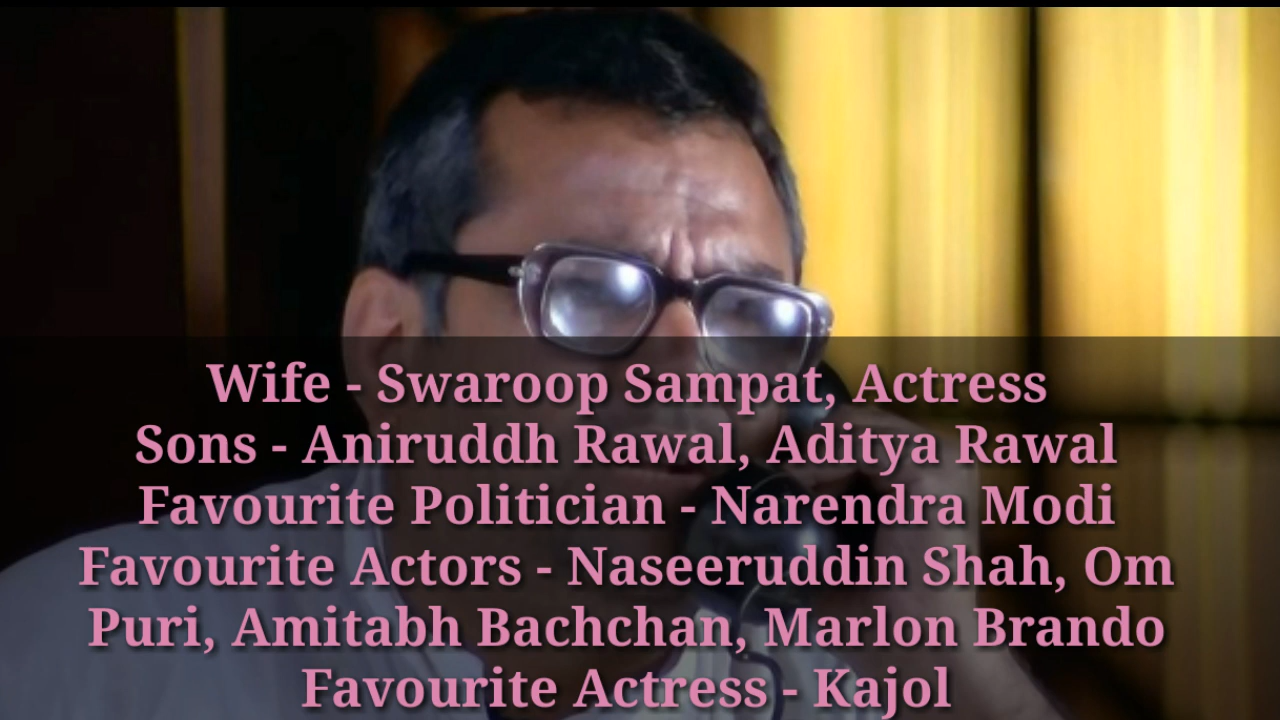 Wife - Swaroop Sampat, Actress
Sons - Aniruddh Rawal, Aditya Rawal
Favourite Politician - Narendra Modi
Favourite Actors - Naseeruddin Shah, Om
Puri, Amitabh Bachchan, Marlon Brando
Favourite Actress - Kajol